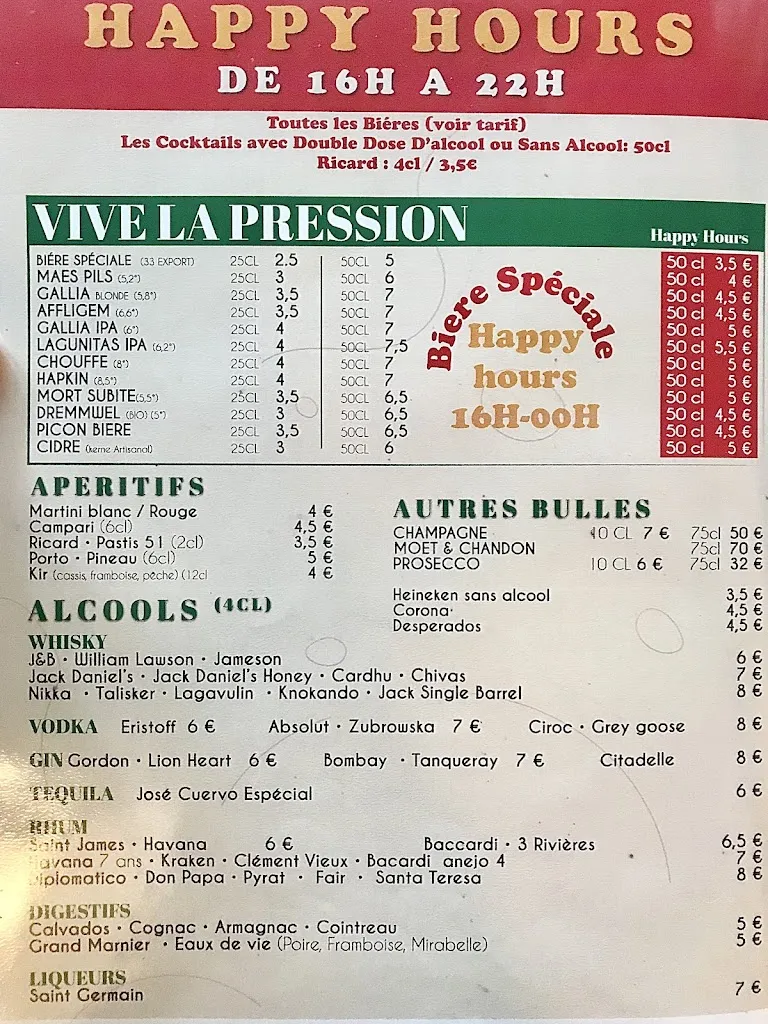 HAPPY HOURS
DE 16H A 22H
Toutes les Biéres (voir tarif)
Les Cocktails avec Double Dose D'alcool ou Sans Alcool: 50cl
Ricard : 4cl / 3,5€
VIVE LA PRESSION Happy Hours
BIÉRE SPÉCIALE (33 EXPORT) 25CL 2.5 50CL 5 50 cl 3,5 €
MAES PILS (5,2°) 25CL 3 50CL 6 50 cl 4 €
GALLIA BLONDE (5,8°) 25CL 3,5 50CL 7 50 cl 4,5 €
AFFLIGEM (6,6°) 25CL 3,5 50CL 7 50 cl 4,5 €
GALLIA IPA (6°) 25CL 4 50CL 7 50 cl 5 €
LAGUNITAS IPA (6,2°) 25CL 4 50CL 7,5 50 cl 5,5 €
CHOUFFE (8°) 25CL 4 50CL 7 50 cl 5 €
HAPKIN (8,5°) 25CL 4 50CL 7 50 cl 5 €
MORT SUBITE(5,5°) 25CL 3,5 50CL 6,5 50 cl 5 €
DREMMWEL (BIO) (5°) 25CL 3 50CL 6,5 50 cl 4,5 €
PICON BIERE 25CL 3,5 50CL 6,5 50 cl 4,5 €
CIDRE (kerne Artisanal) 25CL 3 50CL 6 50 cl 5 €
Biere Spéciale
Happy
hours
16H-00H
APERITIFS
Martini blanc / Rouge 4 €
Campari (6cl) 4,5 €
Ricard • Pastis 51 (2cl) 3,5 €
Porto • Pineau (6cl) 5 €
Kir (cassis, framboise, pêche) (12cl 4 €
AUTRES BULLES
CHAMPAGNE 10 CL 7 € 75cl 50 €
MOET & CHANDON 75cl 70 €
PROSECCO 10 CL 6 € 75cl 32 €
Heineken sans alcool 3,5 €
Corona 4,5 €
Desperados 4,5 €
ALCOOLS (4CL)
WHISKY
J&B • William Lawson • Jameson 6 €
Jack Daniel's • Jack Daniel's Honey • Cardhu • Chivas 7 €
Nikka • Talisker • Lagavulin • Knokando • Jack Single Barrel 8 €
VODKA Eristoff 6 € Absolut • Zubrowska 7 € Ciroc • Grey goose 8 €
GIN Gordon • Lion Heart 6 € Bombay • Tanqueray 7 € Citadelle 8 €
TEQUILA José Cuervo Espécial 6 €
RHUM
Saint James • Havana 6 € Baccardi • 3 Rivières 6,5 €
Havana 7 ans • Kraken • Clément Vieux • Bacardi anejo 4 7 €
Diplomatico • Don Papa • Pyrat • Fair • Santa Teresa 8 €
DIGESTIFS
Calvados • Cognac • Armagnac • Cointreau 5 €
Grand Marnier • Eaux de vie (Poire, Framboise, Mirabelle) 5 €
LIQUEURS
Saint Germain 7 €